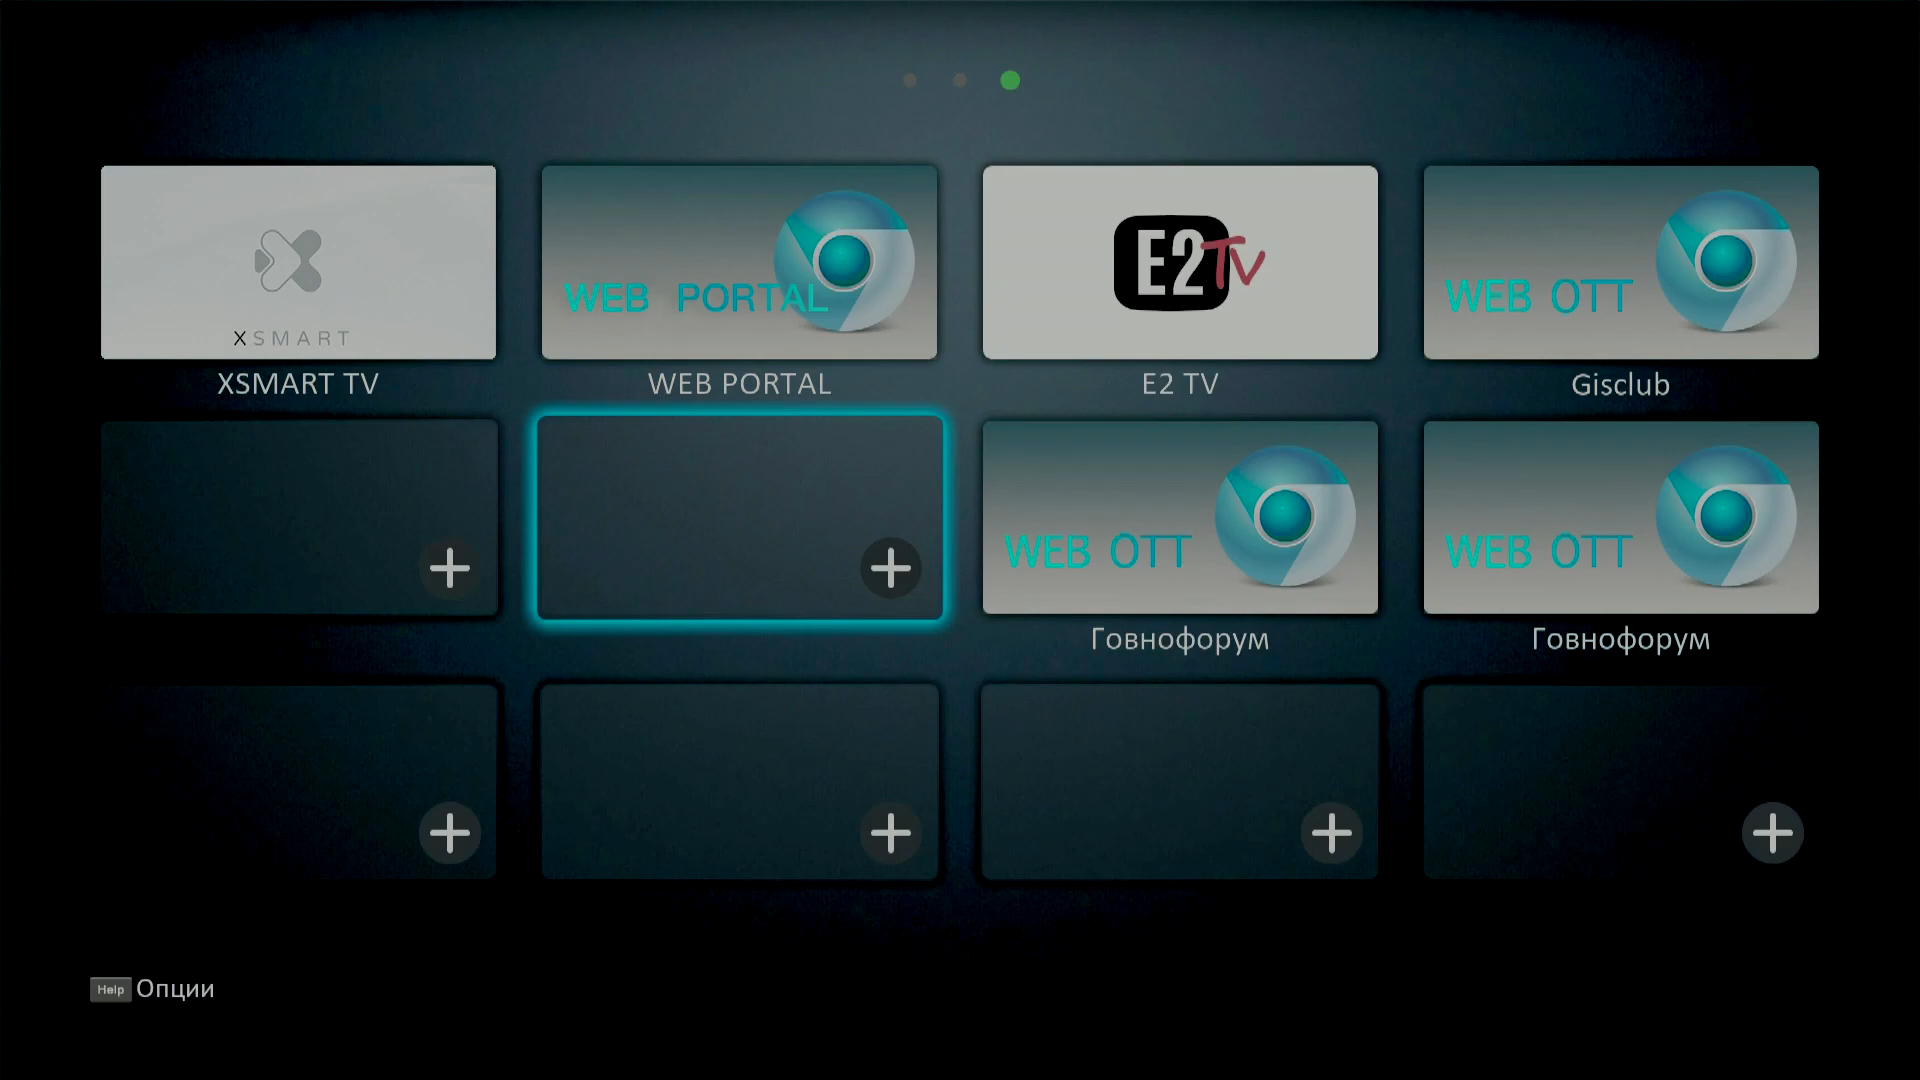 XSMART
WEB PORTAL
E2TV
WEB OTT
XSMART TV
WEB PORTAL
E2 TV
Gisclub
WEB OTT
WEB OTT
Говнофорум
Говнофорум
Help Опции